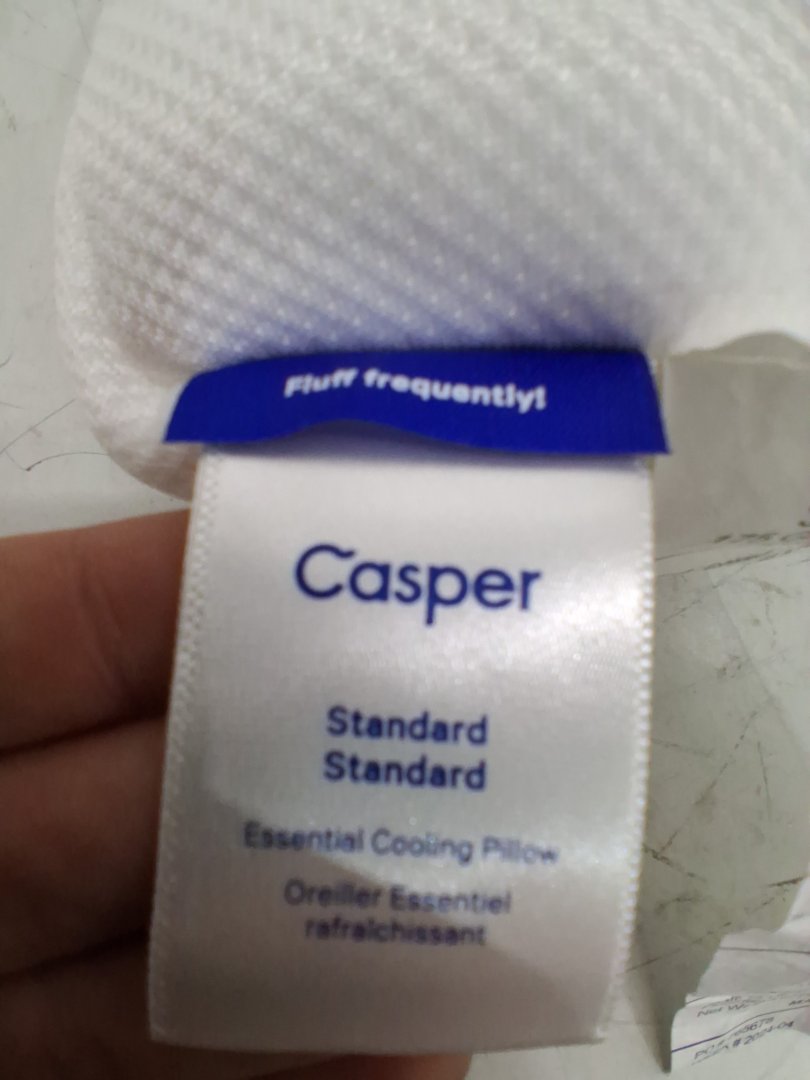 Fluff frequently!
Casper
Standard
Standard
Essential Cooling Pillow
Oreiller Essentiel
rafraîchissant